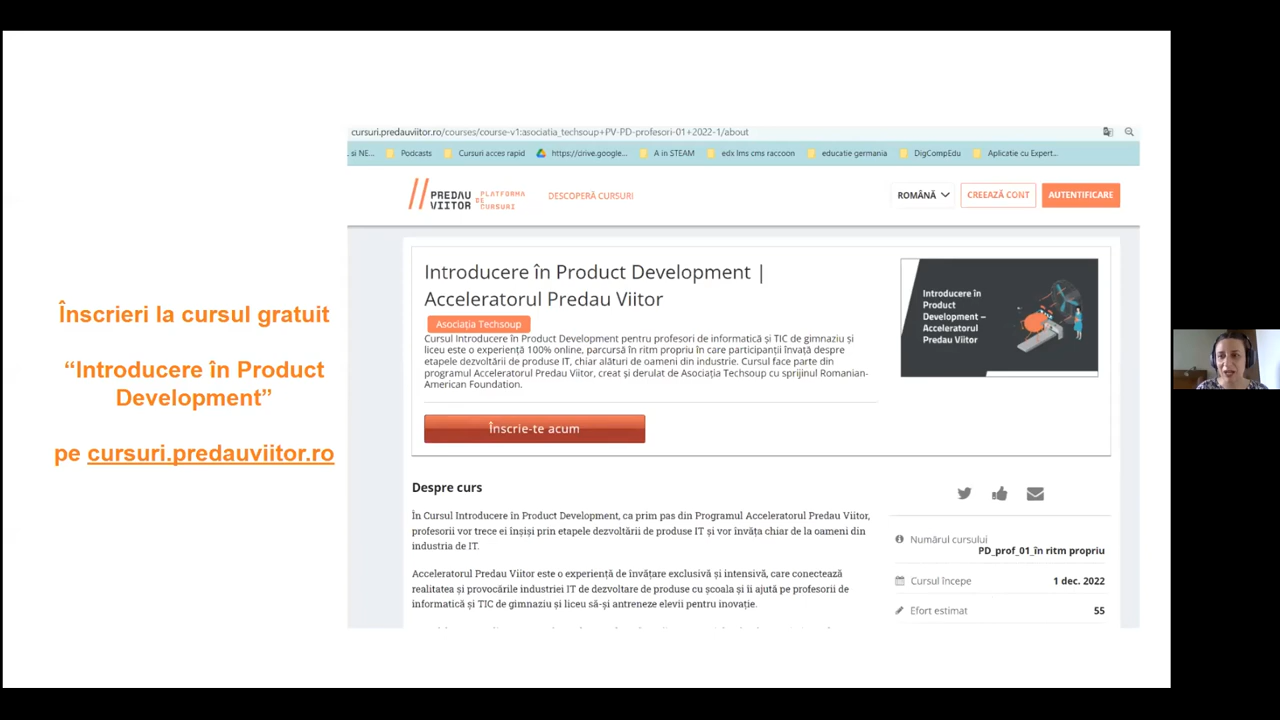 Înscrieri la cursul gratuit
“Introducere în Product
Development”
pe cursuri.predauviitor.ro
cursuri.predauviitor.ro/courses/course-v1:asociatia_techsoup+PV-PD-profesori-01+2022-1/about
. si NE... Podcasts Cursuri acces rapid https://drive.google... A in STEAM edx lms cms raccoon educatie germania DigCompEdu Aplicatie cu Expert...
PREDAU VIITOR PLATFORMA DE CURSURI DESCOPERĂ CURSURI ROMÂNĂ CREEAZĂ CONT AUTENTIFICARE
Introducere în Product Development |
Acceleratorul Predau Viitor
Asociația Techsoup
Cursul Introducere în Product Development pentru profesori de informatică și TIC de gimnaziu și
liceu este o experiență 100% online, parcursă în ritm propriu în care participanții învață despre
etapele dezvoltării de produse IT, chiar alături de oameni din industrie. Cursul face parte din
programul Acceleratorul Predau Viitor, creat și derulat de Asociația Techsoup cu sprijinul Romanian-
American Foundation.
Înscrie-te acum
Introducere în
Product
Development –
Acceleratorul
Predau Viitor
Despre curs
În Cursul Introducere în Product Development, ca prim pas din Programul Acceleratorul Predau Viitor,
profesorii vor trece ei înșiși prin etapele dezvoltării de produse IT și vor învăța chiar de la oameni din
industria de IT.
Acceleratorul Predau Viitor este o experiență de învățare exclusivă și intensivă, care conectează
realitatea și provocările industriei IT de dezvoltare de produse cu școala și îi ajută pe profesorii de
informatică și TIC de gimnaziu și liceu să-și antreneze elevii pentru inovație.
Numărul cursului
PD_prof_01_în ritm propriu
Cursul începe 1 dec. 2022
Efort estimat 55